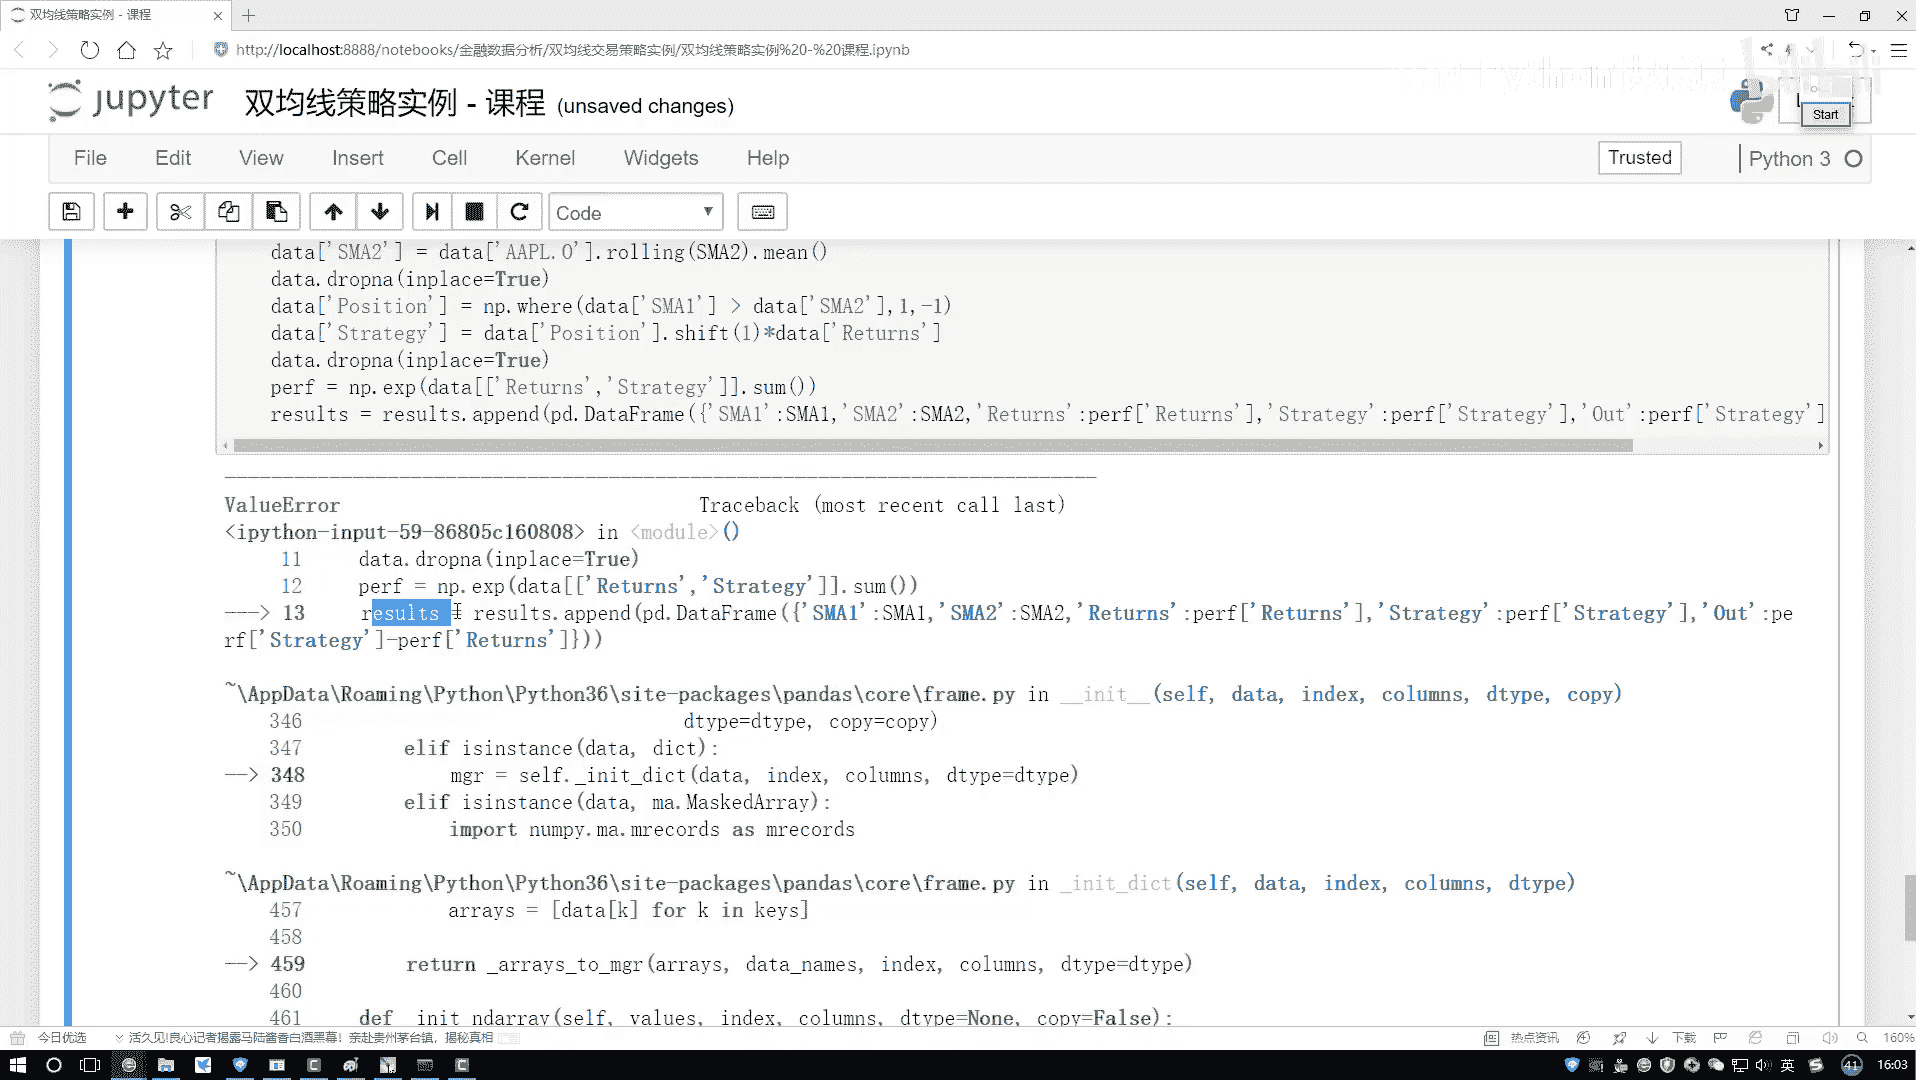 双均线策略实例 - 课程
http://localhost:8888/notebooks/金融数据分析/双均线交易策略实例/双均线策略实例%20-%20课程.ipynb
jupyter 双均线策略实例 - 课程 (unsaved changes)
Start
File Edit View Insert Cell Kernel Widgets Help Trusted Python 3
Code
data['SMA2'] = data['AAPL.O'].rolling(SMA2).mean()
data.dropna(inplace=True)
data['Position'] = np.where(data['SMA1'] > data['SMA2'],1,-1)
data['Strategy'] = data['Position'].shift(1)*data['Returns']
data.dropna(inplace=True)
perf = np.exp(data[['Returns','Strategy']].sum())
results = results.append(pd.DataFrame({'SMA1':SMA1,'SMA2':SMA2,'Returns':perf['Returns'],'Strategy':perf['Strategy'],'Out':perf['Strategy']
---------------------------------------------------------------------------
ValueError Traceback (most recent call last)
<ipython-input-59-86805c160808> in <module>()
11 data.dropna(inplace=True)
12 perf = np.exp(data[['Returns','Strategy']].sum())
---> 13 results = results.append(pd.DataFrame({'SMA1':SMA1,'SMA2':SMA2,'Returns':perf['Returns'],'Strategy':perf['Strategy'],'Out':pe
rf['Strategy']-perf['Returns']}))
~\AppData\Roaming\Python\Python36\site-packages\pandas\core\frame.py in __init__(self, data, index, columns, dtype, copy)
346 dtype=dtype, copy=copy)
347 elif isinstance(data, dict):
--> 348 mgr = self._init_dict(data, index, columns, dtype=dtype)
349 elif isinstance(data, ma.MaskedArray):
350 import numpy.ma.mrecords as mrecords
~\AppData\Roaming\Python\Python36\site-packages\pandas\core\frame.py in _init_dict(self, data, index, columns, dtype)
457 arrays = [data[k] for k in keys]
458
--> 459 return _arrays_to_mgr(arrays, data_names, index, columns, dtype=dtype)
460
461 def _init_ndarray(self, values, index, columns, dtype=None, copy=False):
今日优选 活久见!良心记者揭露马陆酱香白酒黑幕! 亲赴贵州茅台镇,揭秘真相 热点资讯 下载 160%
英 41 16:03